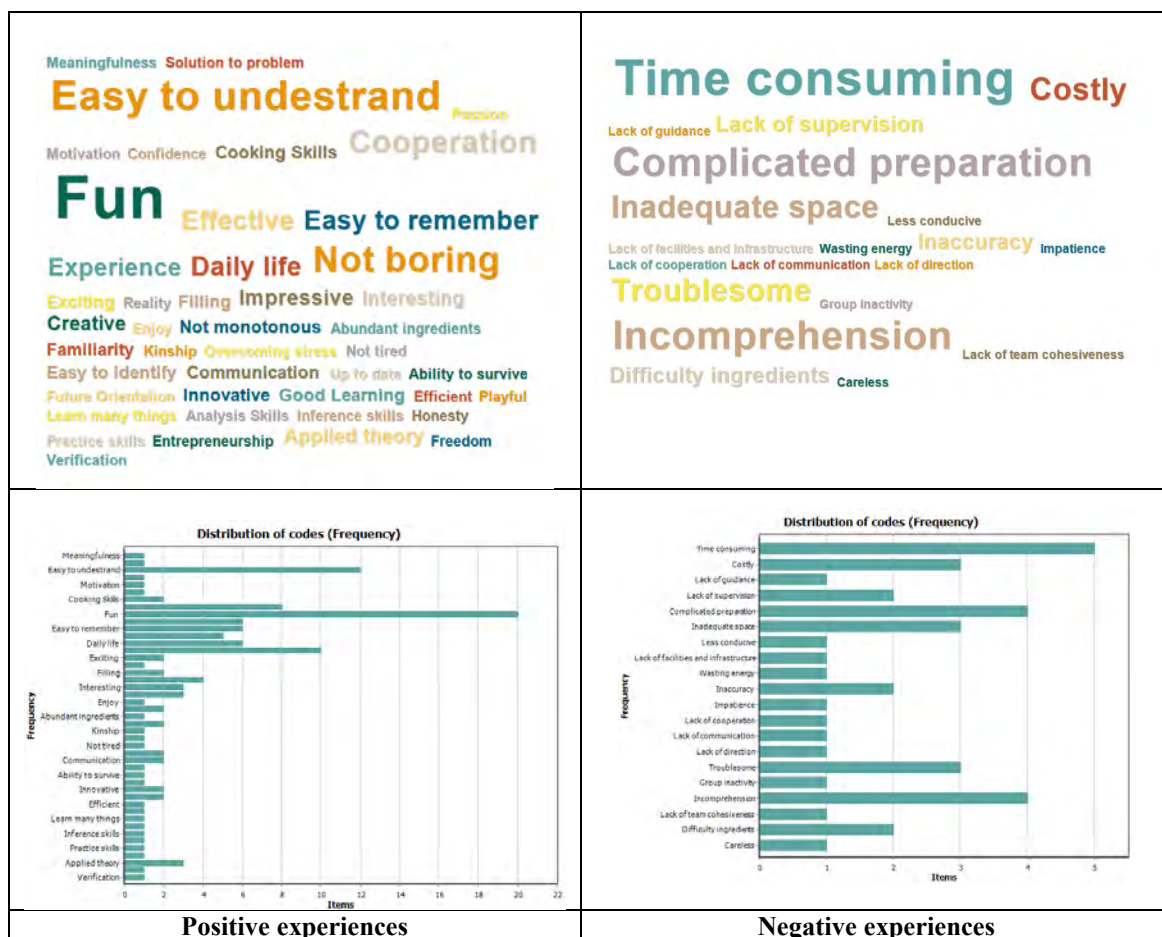 Meaningfulness Solution to problem
Easy to undestrand Passion
Motivation Confidence Cooking Skills Cooperation
Fun Effective Easy to remember
Experience Daily life Not boring
Exciting Reality Filling Impressive Interesting
Creative Enjoy Not monotonous Abundant ingredients
Familiarity Kinship Overcoming stress Not tired
Easy to identify Communication Up to date Ability to survive
Future Orientation Innovative Good Learning Efficient Playful
Learn many things Analysis Skills Inference skills Honesty
Practice skills Entrepreneurship Applied theory Freedom
Verification
Time consuming Costly
Lack of guidance Lack of supervision
Complicated preparation
Inadequate space Less conducive
Lack of facilities and infrastructure Wasting energy Inaccuracy Impatience
Lack of cooperation Lack of communication Lack of direction
Troublesome Group inactivity
Incomprehension Lack of team cohesiveness
Difficulty ingredients Careless
Distribution of codes (Frequency)
Frequency
Meaningfulness
Easy to undestrand
Motivation
Cooking Skills
Fun
Easy to remember
Daily life
Exciting
Filling
Interesting
Enjoy
Abundant ingredients
Kinship
Not tired
Communication
Ability to survive
Innovative
Efficient
Learn many things
Inference skills
Practice skills
Applied theory
Verification
0 2 4 6 8 10 12 14 16 18 20 22
Items
Distribution of codes (Frequency)
Frequency
Time consuming
Costly
Lack of guidance
Lack of supervision
Complicated preparation
Inadequate space
Less conducive
Lack of facilities and infrastructure
Wasting energy
Inaccuracy
Impatience
Lack of cooperation
Lack of communication
Lack of direction
Troublesome
Group inactivity
Incomprehension
Lack of team cohesiveness
Difficulty ingredients
Careless
0 1 2 3 4 5
Items
Positive experiences
Negative experiences